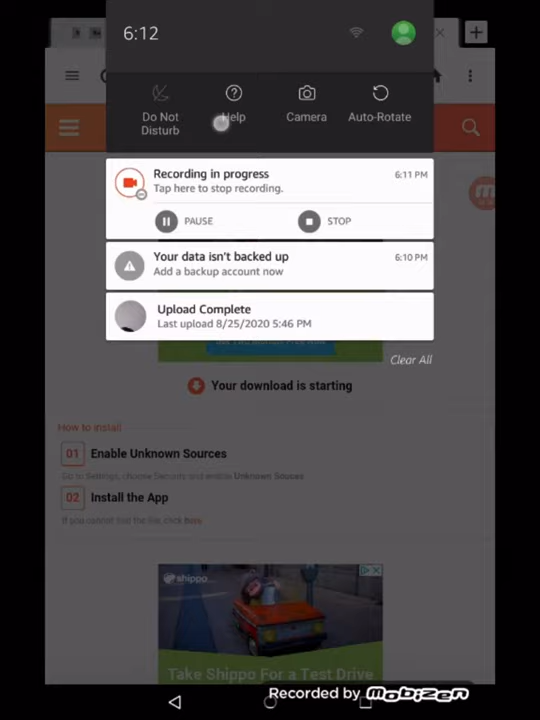 6:12
Do Not
Disturb
Help
Camera
Auto-Rotate
Recording in progress
6:11 PM
Tap here to stop recording.
PAUSE
STOP
Your data isn't backed up
6:10 PM
Add a backup account now
Upload Complete
Last upload 8/25/2020 5:46 PM
Clear All
Your download is starting
How to install
01 Enable Unknown Sources
Go to Settings, choose Security and enable Unknown Souces
02 Install the App
If you cannot find the file, click here
shippo
Take Shippo For a Test Drive
Recorded by mobizen